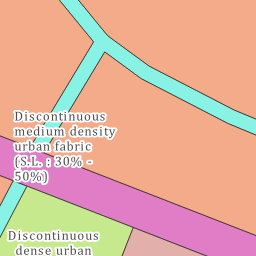 Discontinuous
medium density
urban fabric
(S.L. : 30% -
50%)
Discontinuous
dense urban